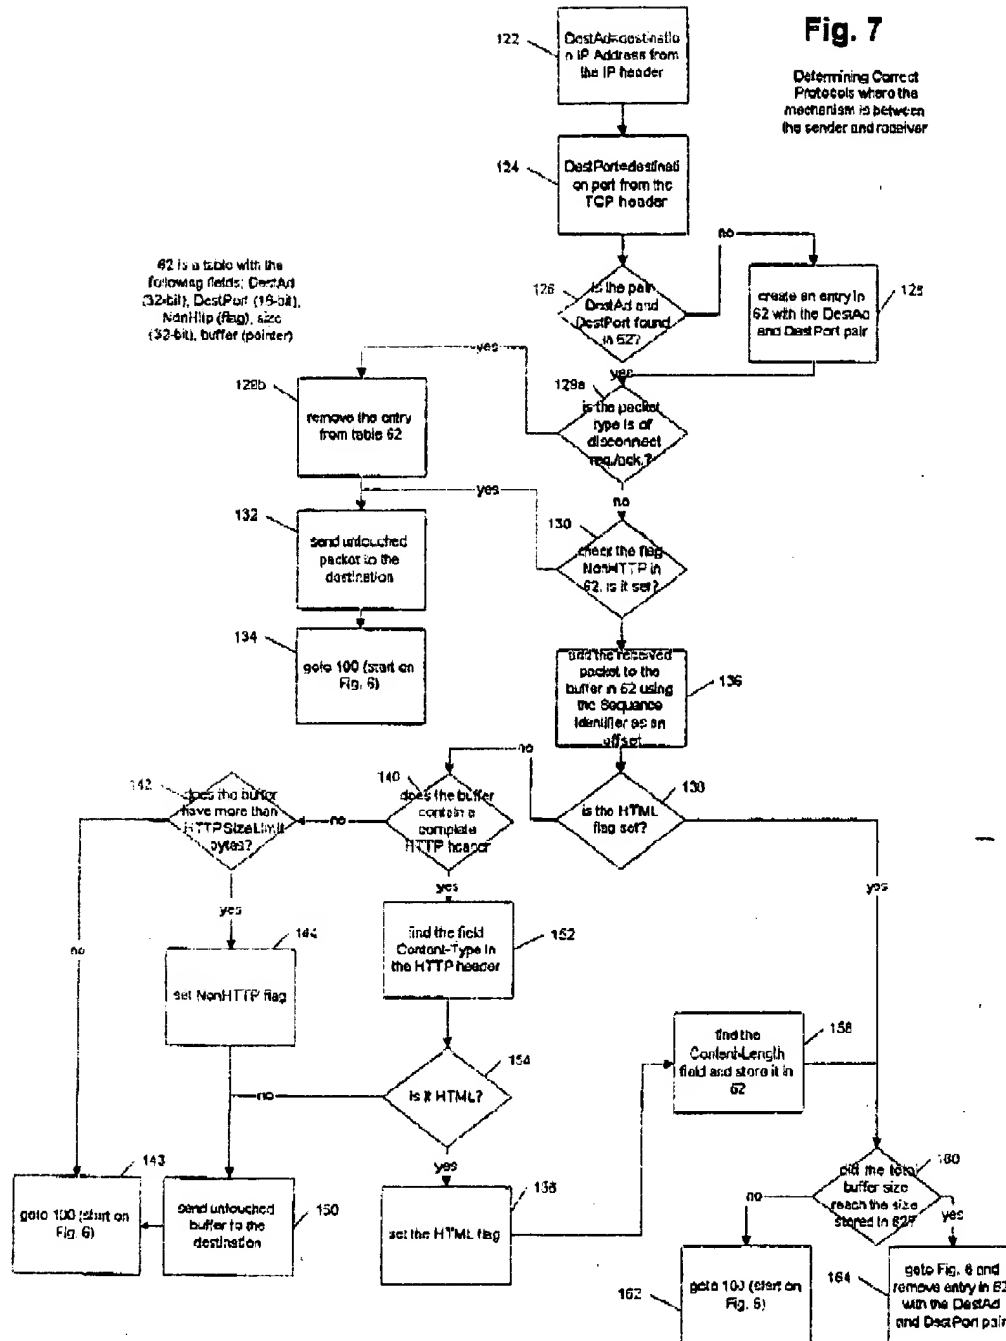 Fig. 7
Determining Correct
Protocols where the
mechanism is between
the sender and receiver
122
DestAd=destinatio
n IP Address from
the IP header
124
DestPort=destinati
on port from the
TCP header
62 is a table with the
following fields: DestAd
(32-bit), DestPort (16-bit),
NonHttp (flag), size
(32-bit), buffer (pointer)
126
is the pair
DestAd and
DestPort found
in 62?
no
128
create an entry in
62 with the DestAd
and DestPort pair
yes
yes
129b
remove the entry
from table 62
129a
is the packet
type is of
disconnect
req./ack.?
yes
no
132
send untouched
packet to the
destination
130
check the flag
NonHTTP in
62, is it set?
134
goto 100 (start on
Fig. 6)
add the received
packet to the
buffer in 62 using
the Sequence
Identifier as an
offset
136
no
142
does the buffer
have more than
HTTPSizeLimit
bytes?
no
140
does the buffer
contain a
complete
HTTP header
is the HTML
flag set?
138
yes
yes
yes
no
144
set NonHTTP flag
find the field
Content-Type in
the HTTP header
152
find the
Content-Length
field and store it in
62
158
no
is it HTML?
154
yes
143
goto 100 (start on
Fig. 6)
send untouched
buffer to the
destination
150
set the HTML flag
156
did the total
buffer size
reach the size
stored in 62?
160
no
yes
162
goto 100 (start on
Fig. 6)
164
goto Fig. 8 and
remove entry in 62
with the DestAd
and DestPort pair